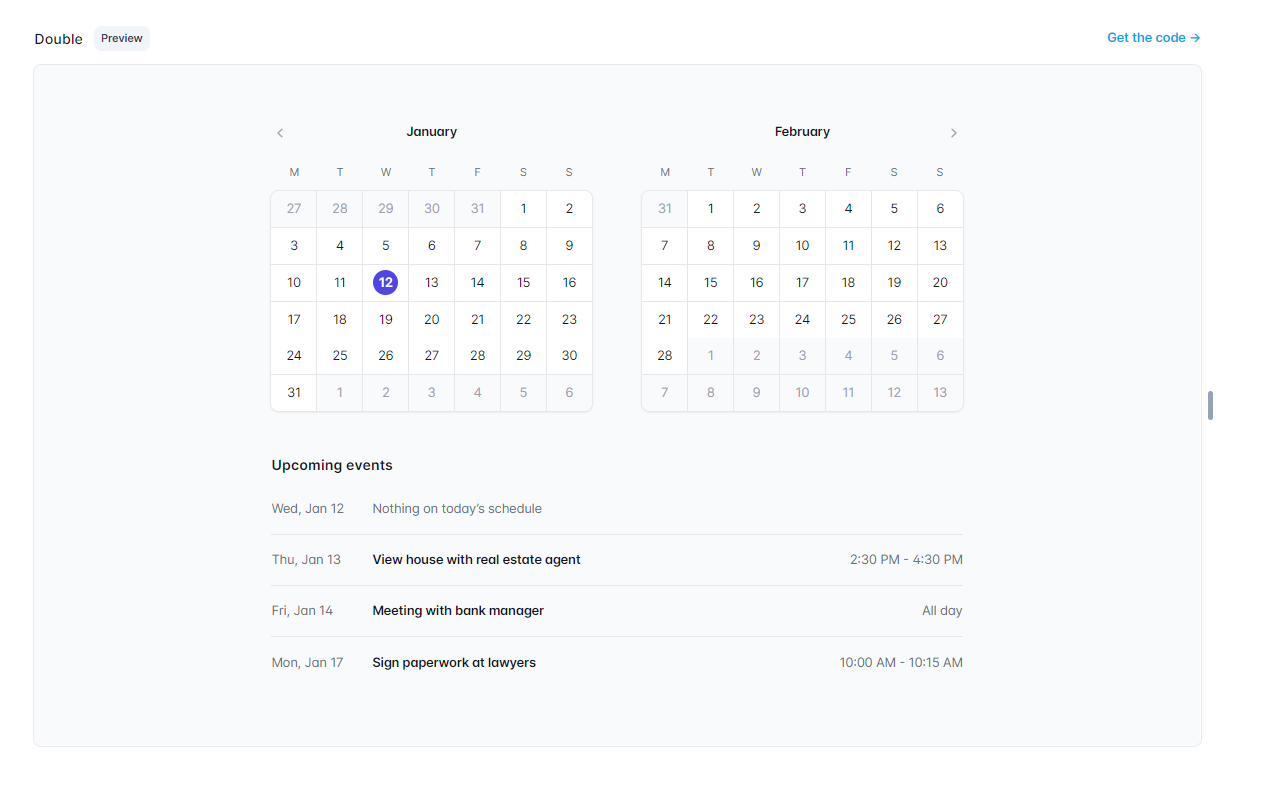 Double Preview Get the code →
January February
M T W T F S S M T W T F S S
27 28 29 30 31 1 2 31 1 2 3 4 5 6
3 4 5 6 7 8 9 7 8 9 10 11 12 13
10 11 12 13 14 15 16 14 15 16 17 18 19 20
17 18 19 20 21 22 23 21 22 23 24 25 26 27
24 25 26 27 28 29 30 28 1 2 3 4 5 6
31 1 2 3 4 5 6 7 8 9 10 11 12 13
Upcoming events
Wed, Jan 12 Nothing on today’s schedule
Thu, Jan 13 View house with real estate agent 2:30 PM - 4:30 PM
Fri, Jan 14 Meeting with bank manager All day
Mon, Jan 17 Sign paperwork at lawyers 10:00 AM - 10:15 AM